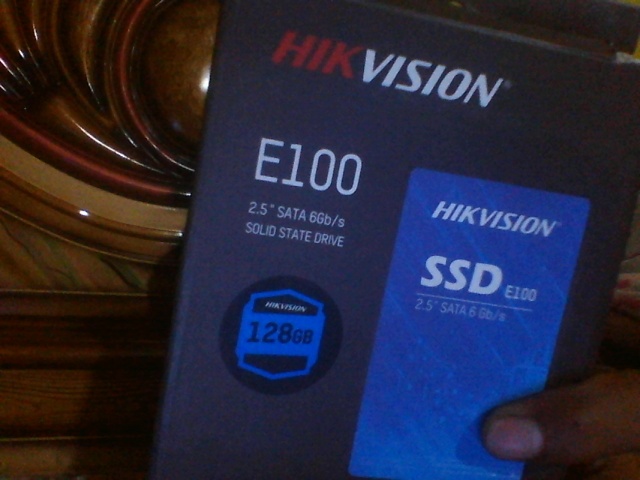 HIKVISION
E100
2.5" SATA 6Gb/s
SOLID STATE DRIVE
HIKVISION
128GB
HIKVISION
SSD E100
2.5" SATA 6 Gb/s